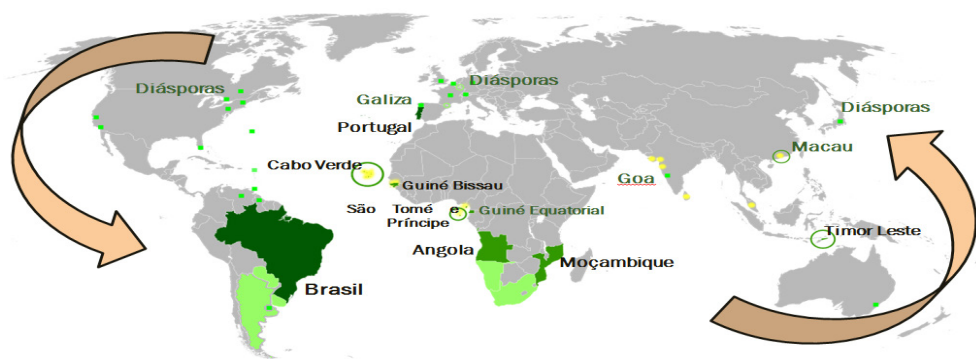 Diásporas
Diásporas
Galiza
Diásporas
Portugal
Macau
Cabo Verde
Goa
Guiné Bissau
São Tomé e
Príncipe
Guiné Equatorial
Timor Leste
Angola
Moçambique
Brasil